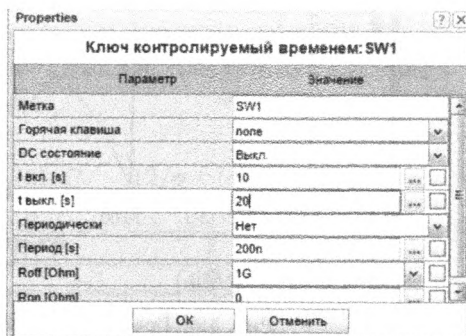 Properties
Ключ контролируемый временем: SW1
Параметр Значение
Метка SW1
Горячая клавиша none
DC состояние Выкл.
t вкл. [s] 10 ...
t выкл. [s] 20 ...
Периодически Нет
Период [s] 200n ...
Roff [Ohm] 1G
Ron [Ohm] 0 ...
OK Отменить